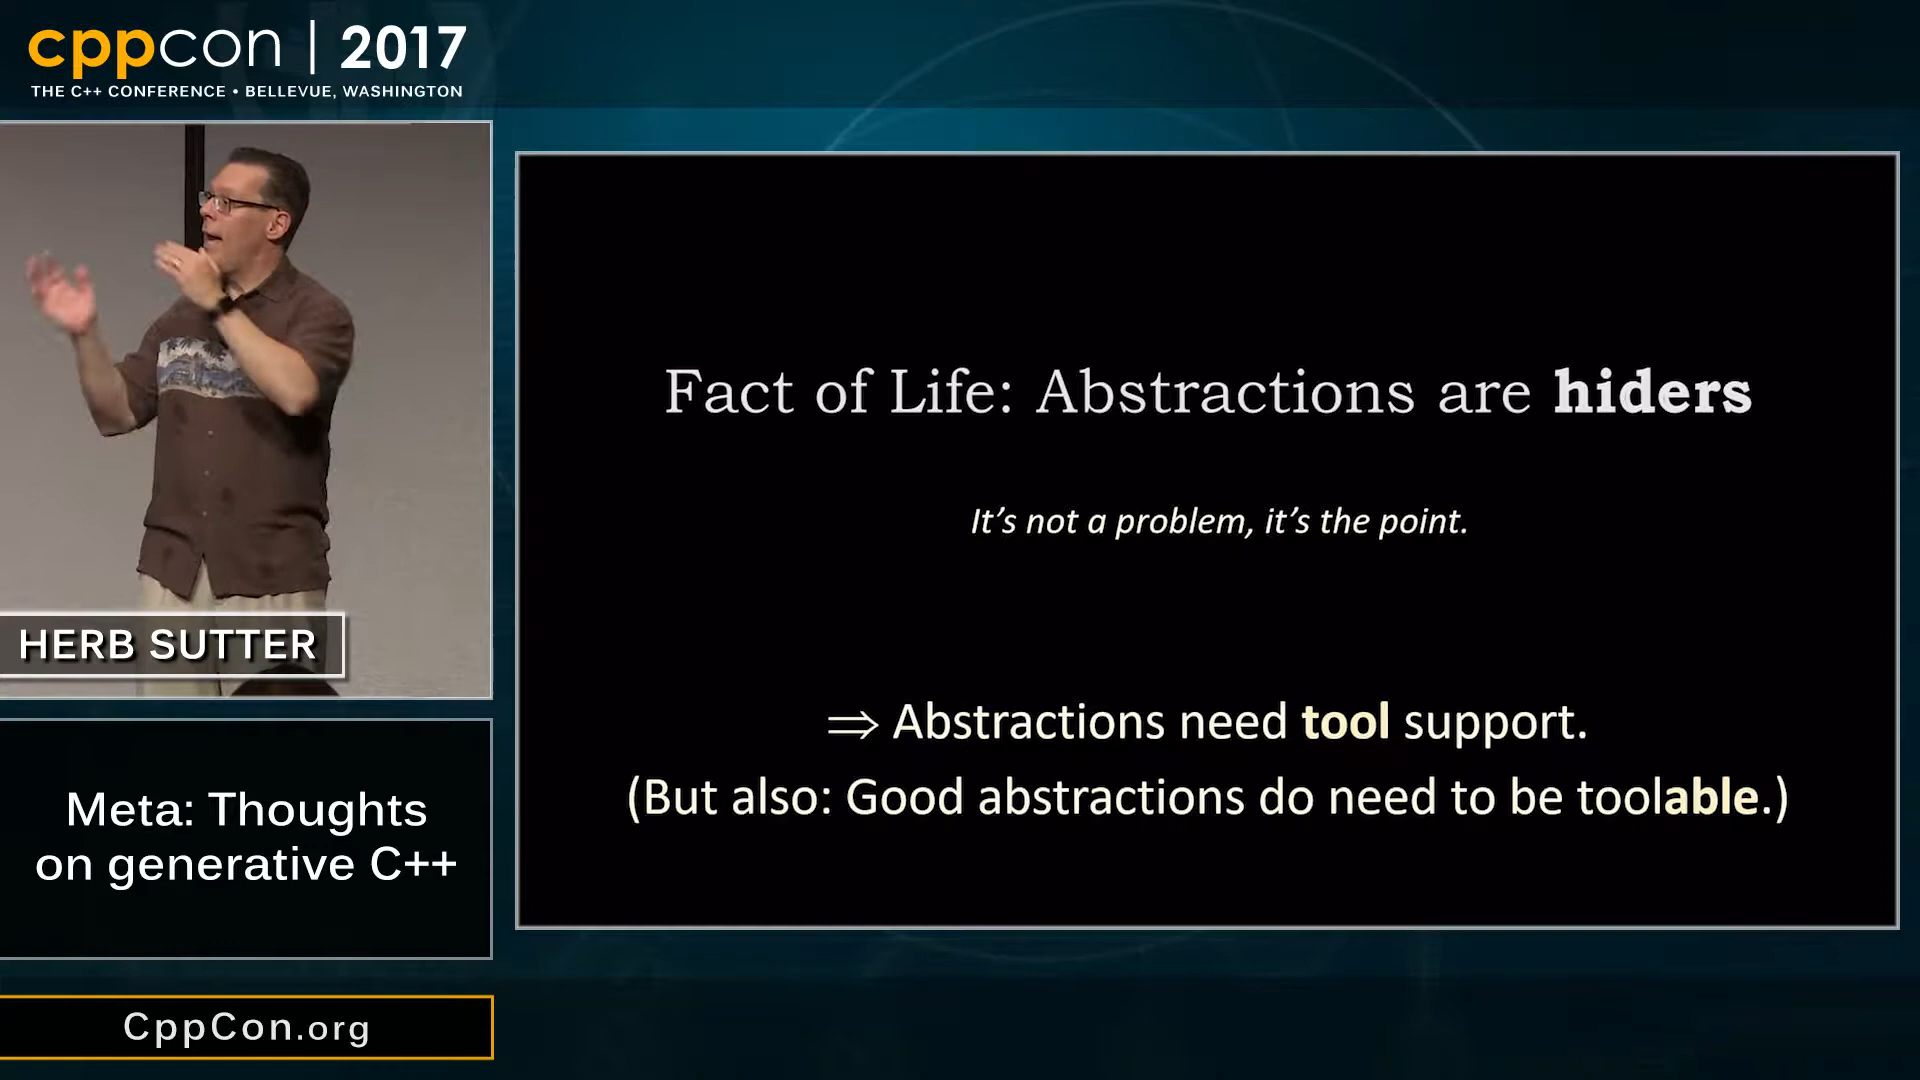 cppcon | 2017
THE C++ CONFERENCE • BELLEVUE, WASHINGTON
HERB SUTTER
Meta: Thoughts
on generative C++
CppCon.org
Fact of Life: Abstractions are hiders
It's not a problem, it's the point.
⇒ Abstractions need tool support.
(But also: Good abstractions do need to be toolable.)